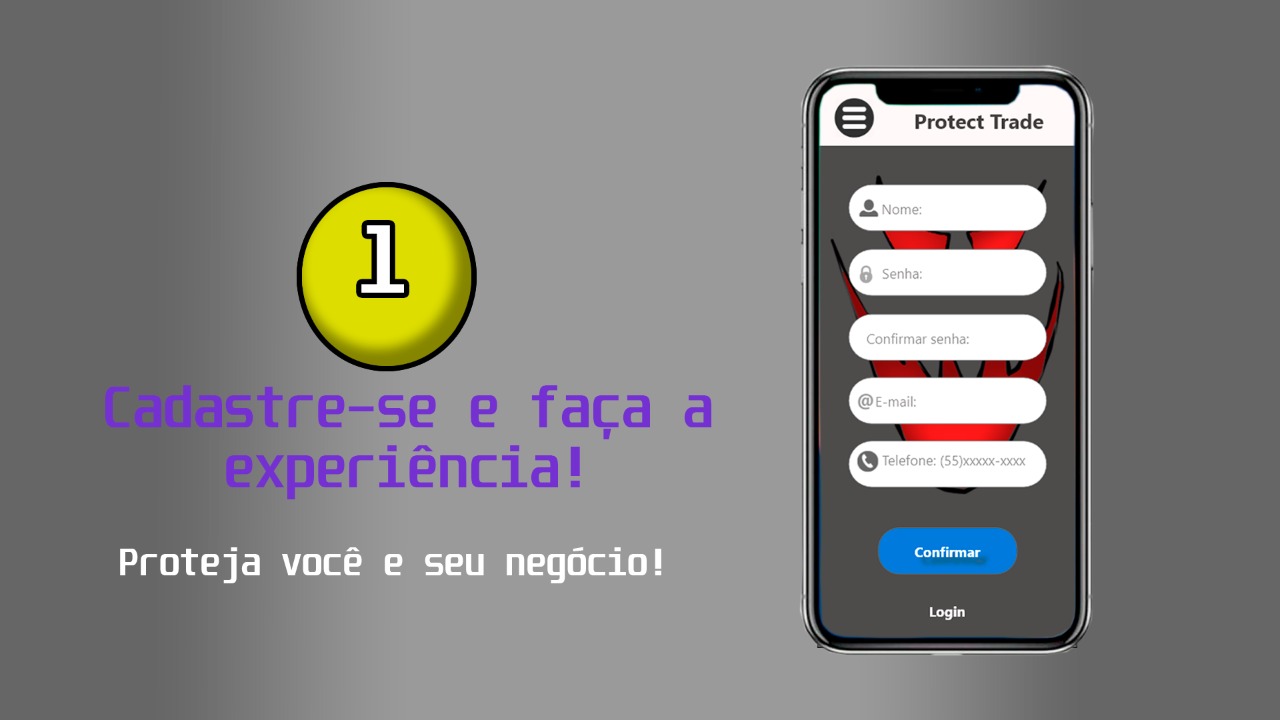 1
Cadastre-se e faça a
experiência!
Proteja você e seu negócio!
Protect Trade
Nome:
Senha:
Confirmar senha:
@ E-mail:
Telefone: (55)xxxxx-xxxx
Confirmar
Login